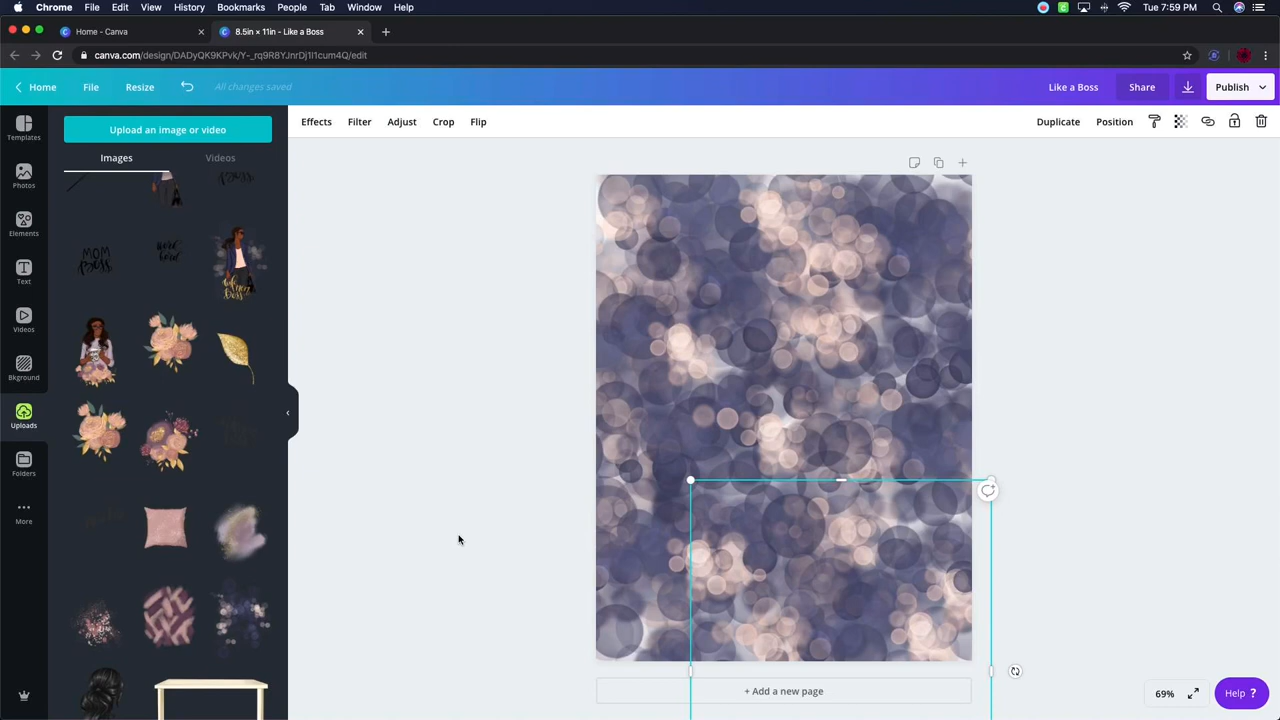 Chrome File Edit View History Bookmarks People Tab Window Help Tue 7:59 PM
Home - Canva 8.5in × 11in - Like a Boss
canva.com/design/DADyQK9KPvk/Y-_rq9R8YJnrDj1l1cum4Q/edit
Home File Resize All changes saved Like a Boss Share Publish
Effects Filter Adjust Crop Flip Duplicate Position
Upload an image or video
Images Videos
Templates
Photos
Elements
Text
Videos
Bkground
Uploads
Folders
More
MOM
Boss
+ Add a new page
69% Help ?